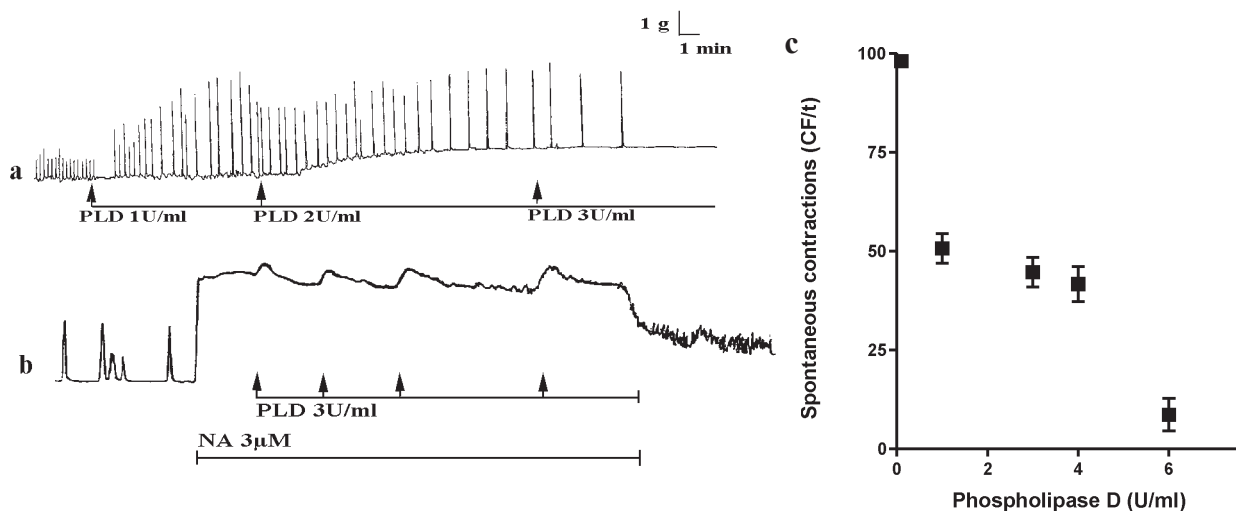 1 g
1 min
a
PLD 1U/ml
PLD 2U/ml
PLD 3U/ml
b
PLD 3U/ml
NA 3µM
c
100
75
50
25
0
Spontaneous contractions (CF/t)
0
2
4
6
Phospholipase D (U/ml)